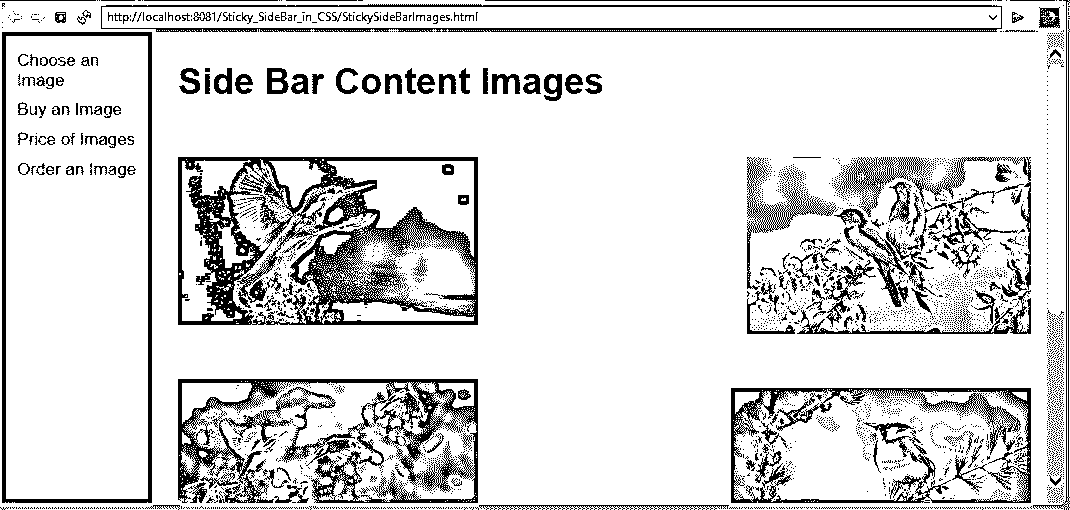 http://localhost:8081/Sticky_SideBar_in_CSS/StickySideBarImages.html
Choose an
Image
Buy an Image
Price of Images
Order an Image
Side Bar Content Images